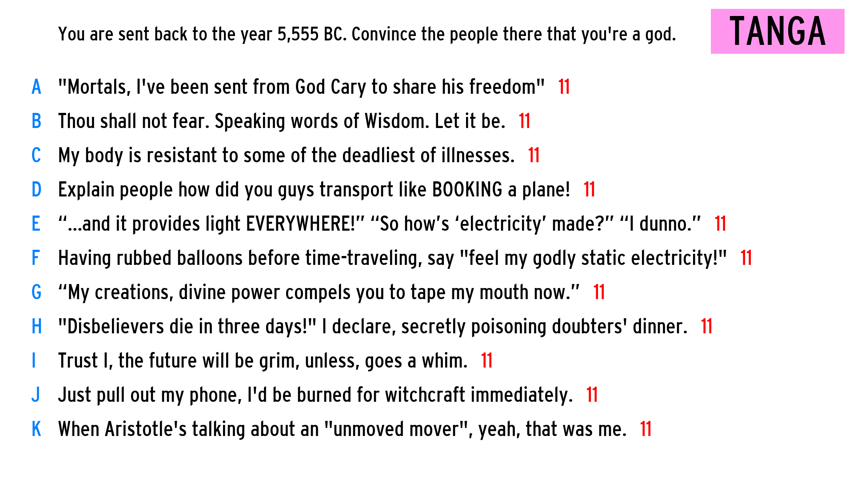 You are sent back to the year 5,555 BC. Convince the people there that you're a god.
TANGA
A "Mortals, I've been sent from God Cary to share his freedom" 11
B Thou shall not fear. Speaking words of Wisdom. Let it be. 11
C My body is resistant to some of the deadliest of illnesses. 11
D Explain people how did you guys transport like BOOKING a plane! 11
E “...and it provides light EVERYWHERE!” “So how’s ‘electricity’ made?” “I dunno.” 11
F Having rubbed balloons before time-traveling, say "feel my godly static electricity!" 11
G “My creations, divine power compels you to tape my mouth now.” 11
H "Disbelievers die in three days!" I declare, secretly poisoning doubters' dinner. 11
I Trust I, the future will be grim, unless, goes a whim. 11
J Just pull out my phone, I'd be burned for witchcraft immediately. 11
K When Aristotle's talking about an "unmoved mover", yeah, that was me. 11